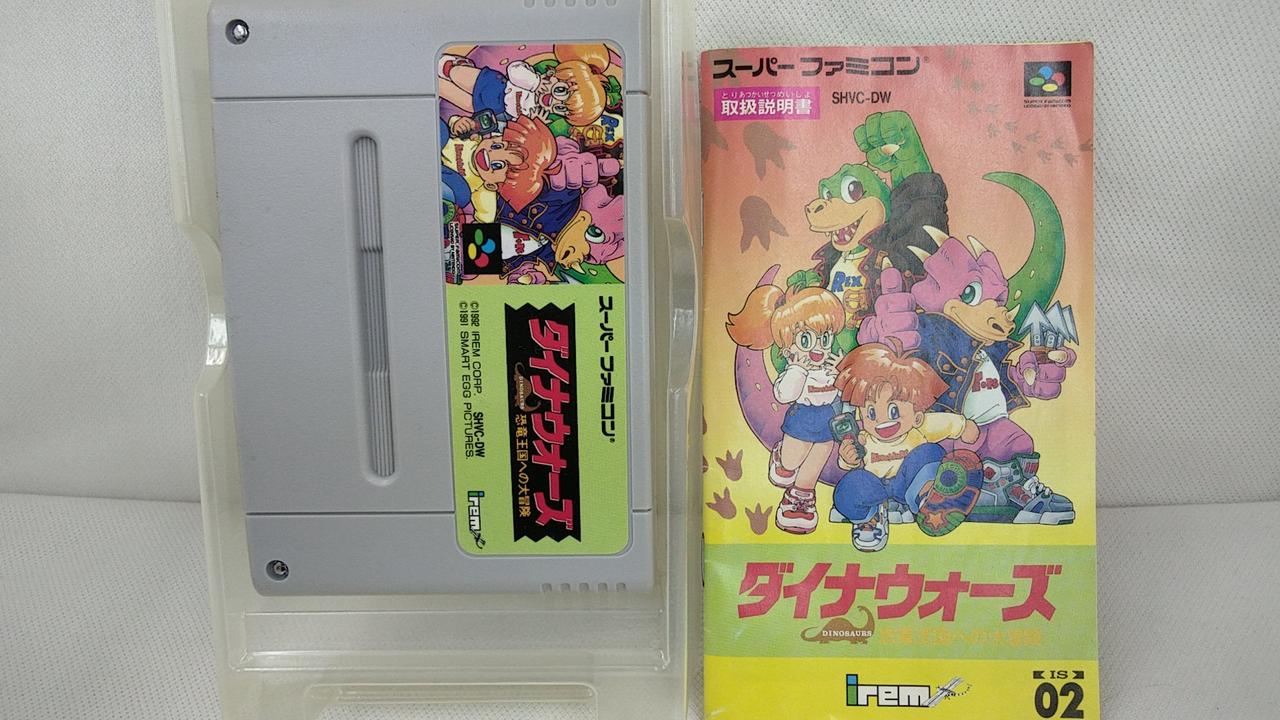 スーパーファミコン®
ダイナウォーズ
DINOSAURS
恐竜王国への大冒険
SHVC-DW
©1992 IREM CORP.
©1991 SMART EGG PICTURES.
irem
REX
スーパーファミコン®
とりあつかいせつめいしょ
取扱説明書
SHVC-DW
SUPER FAMICOM
REX
ダイナウォーズ
DINOSAURS
恐竜王国への大冒険
irem
IS
02